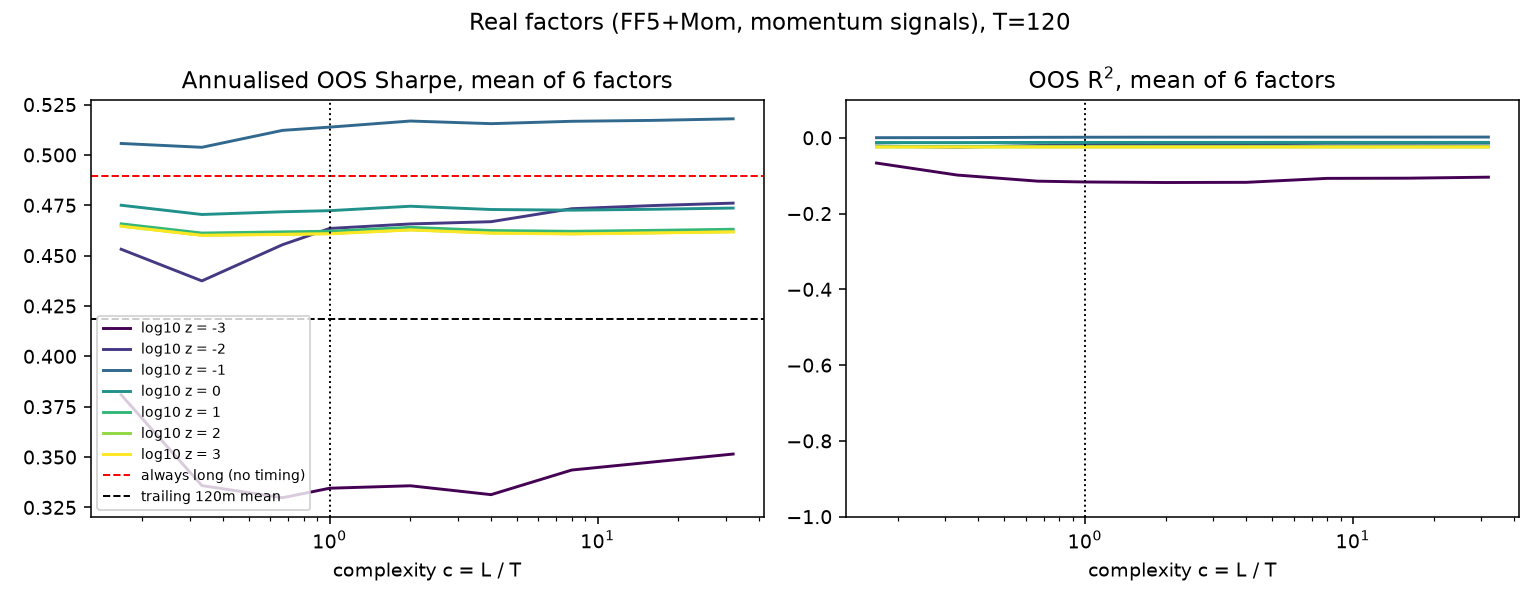 Real factors (FF5+Mom, momentum signals), T=120
Annualised OOS Sharpe, mean of 6 factors
0.525
0.500
0.475
0.450
0.425
0.400
0.375
0.350
0.325
log10 z = -3
log10 z = -2
log10 z = -1
log10 z = 0
log10 z = 1
log10 z = 2
log10 z = 3
always long (no timing)
trailing 120m mean
10⁰
10¹
complexity c = L / T
OOS R², mean of 6 factors
0.0
−0.2
−0.4
−0.6
−0.8
−1.0
10⁰
10¹
complexity c = L / T